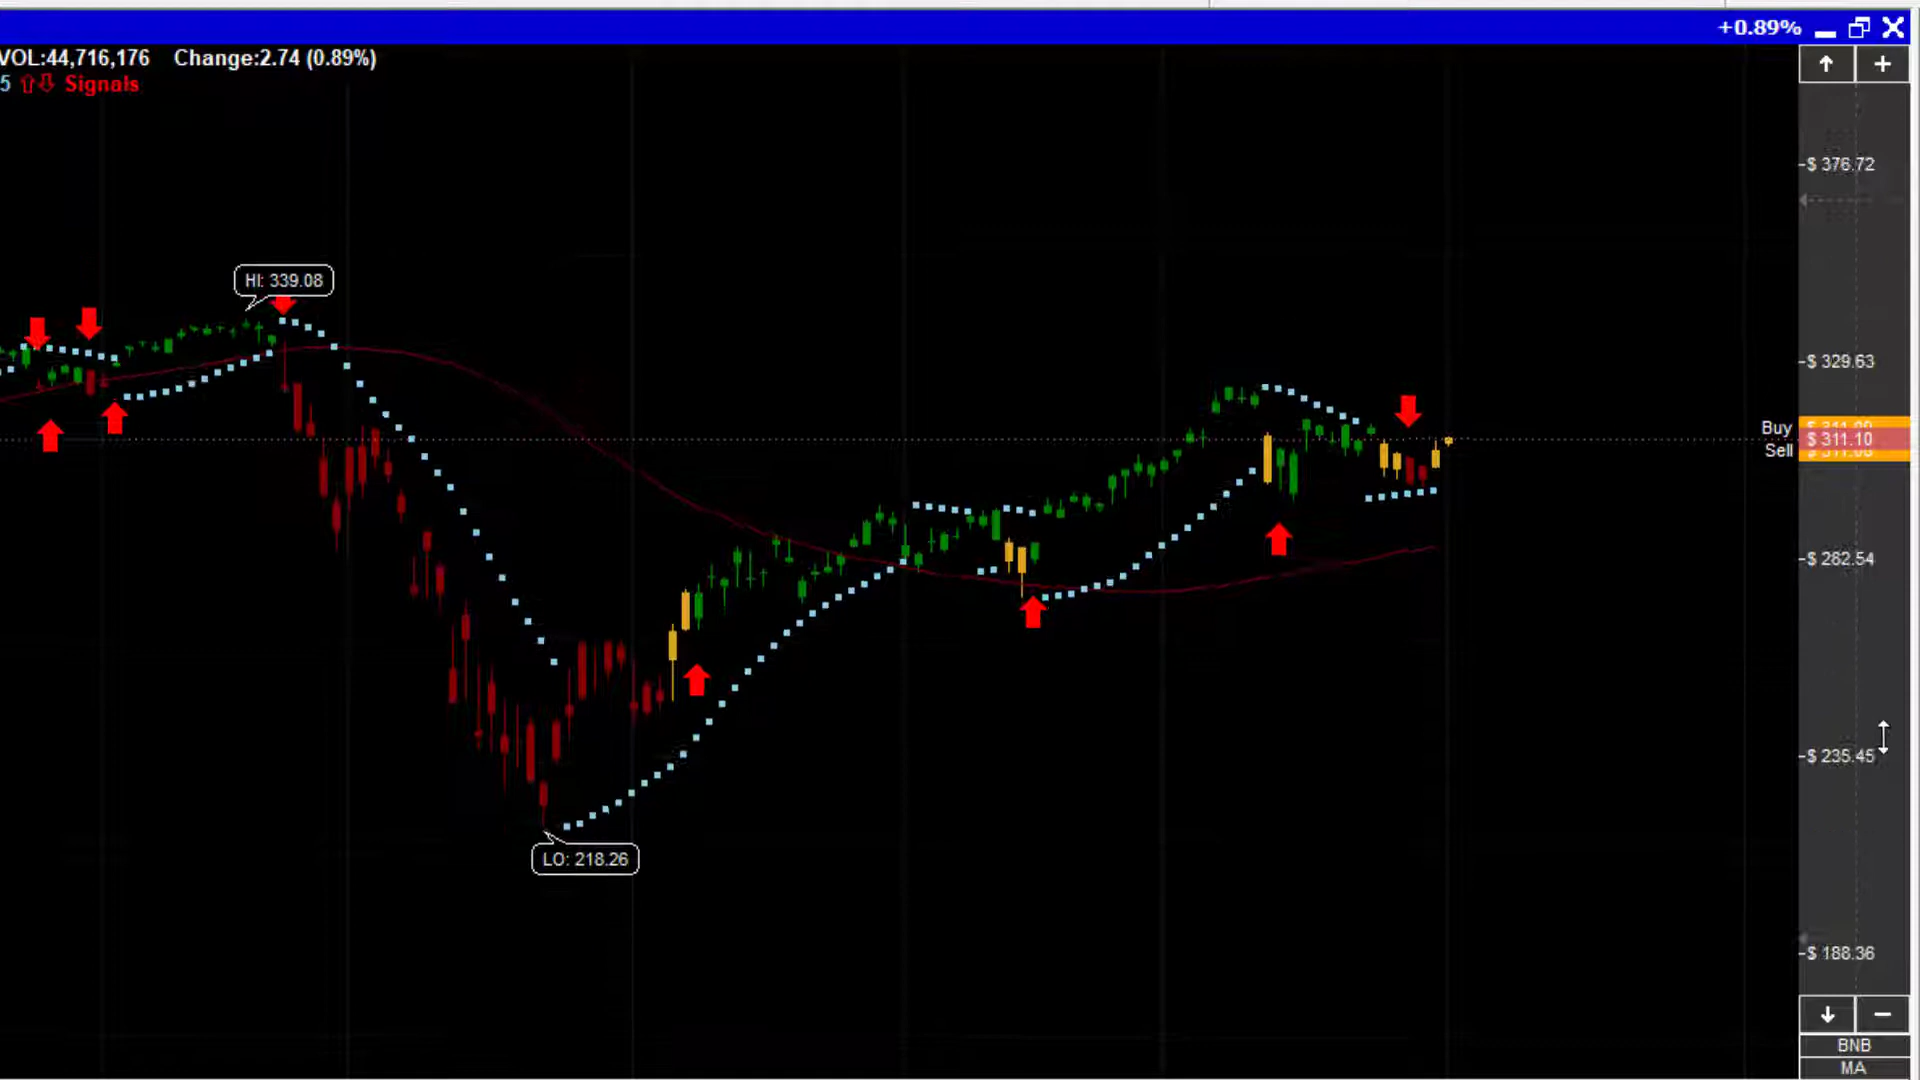 +0.89%
VOL:44,716,176 Change:2.74 (0.89%)
5 Signals
$ 376.72
HI: 339.08
$ 329.63
Buy
$ 311.10
Sell
$ 282.54
$ 235.45
LO: 218.26
$ 188.36
BNB
MA